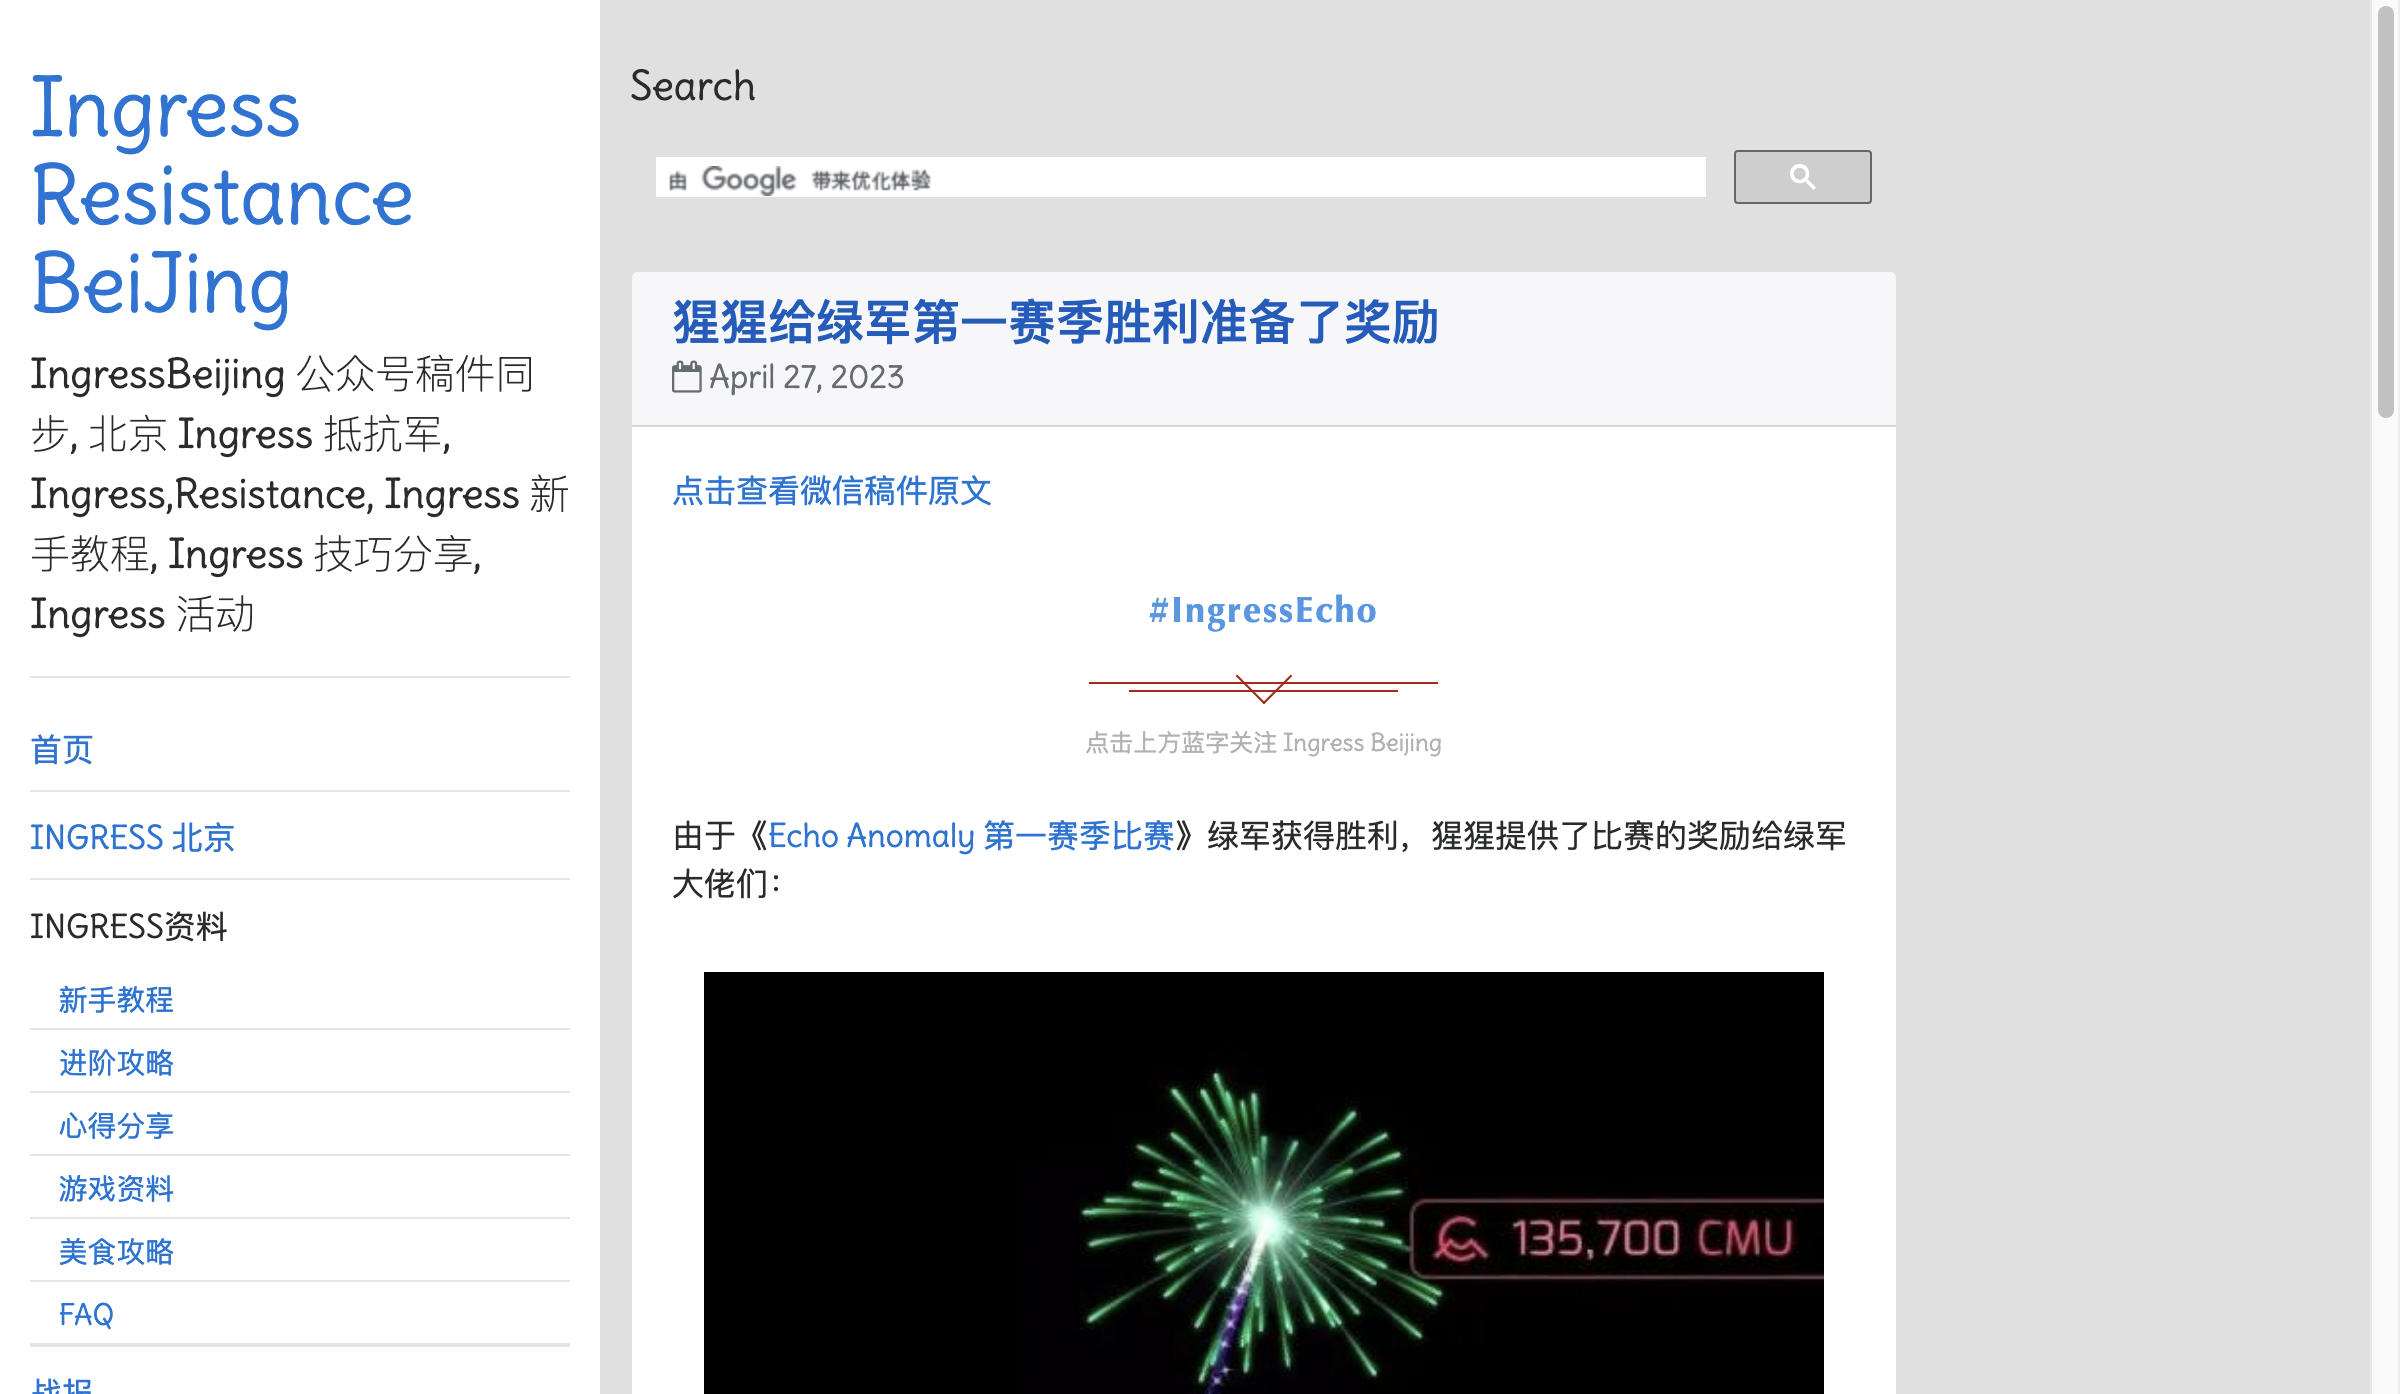 Ingress
Resistance
BeiJing
IngressBeijing 公众号稿件同
步, 北京 Ingress 抵抗军,
Ingress,Resistance, Ingress 新
手教程, Ingress 技巧分享,
Ingress 活动
首页
INGRESS 北京
INGRESS资料
新手教程
进阶攻略
心得分享
游戏资料
美食攻略
FAQ
战报
Search
由 Google 带来优化体验
猩猩给绿军第一赛季胜利准备了奖励
April 27, 2023
点击查看微信稿件原文
#IngressEcho
点击上方蓝字关注 Ingress Beijing
由于《Echo Anomaly 第一赛季比赛》绿军获得胜利，猩猩提供了比赛的奖励给绿军
大佬们：
135,700 CMU